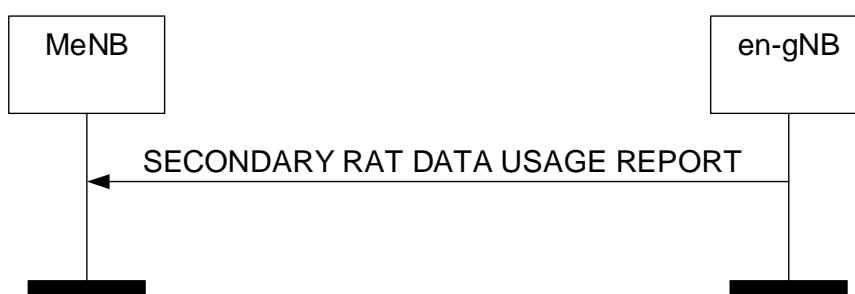 MeNB
en-gNB
SECONDARY RAT DATA USAGE REPORT